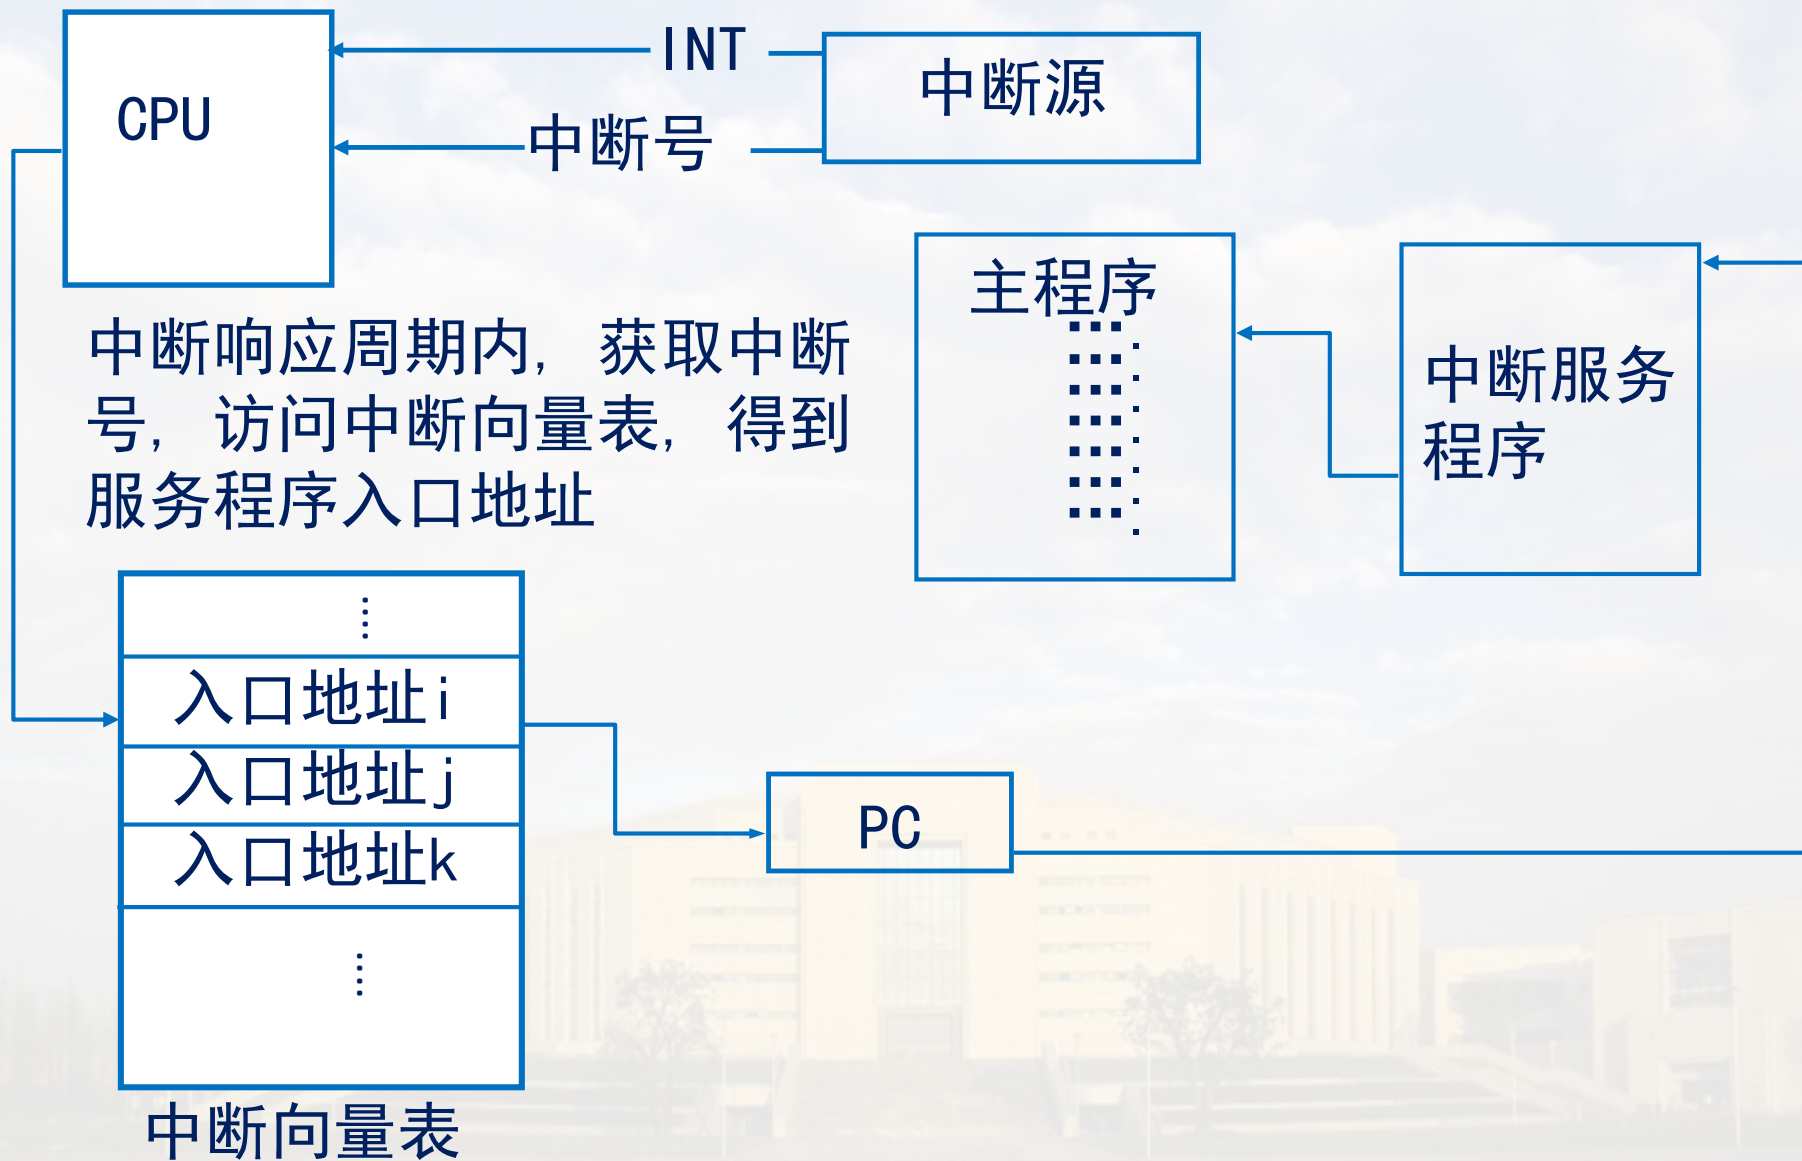 INT
中断源
CPU
中断号
主程序
中断响应周期内，获取中断
号，访问中断向量表，得到
服务程序入口地址
中断服务
程序
入口地址i
入口地址j
入口地址k
PC
中断向量表